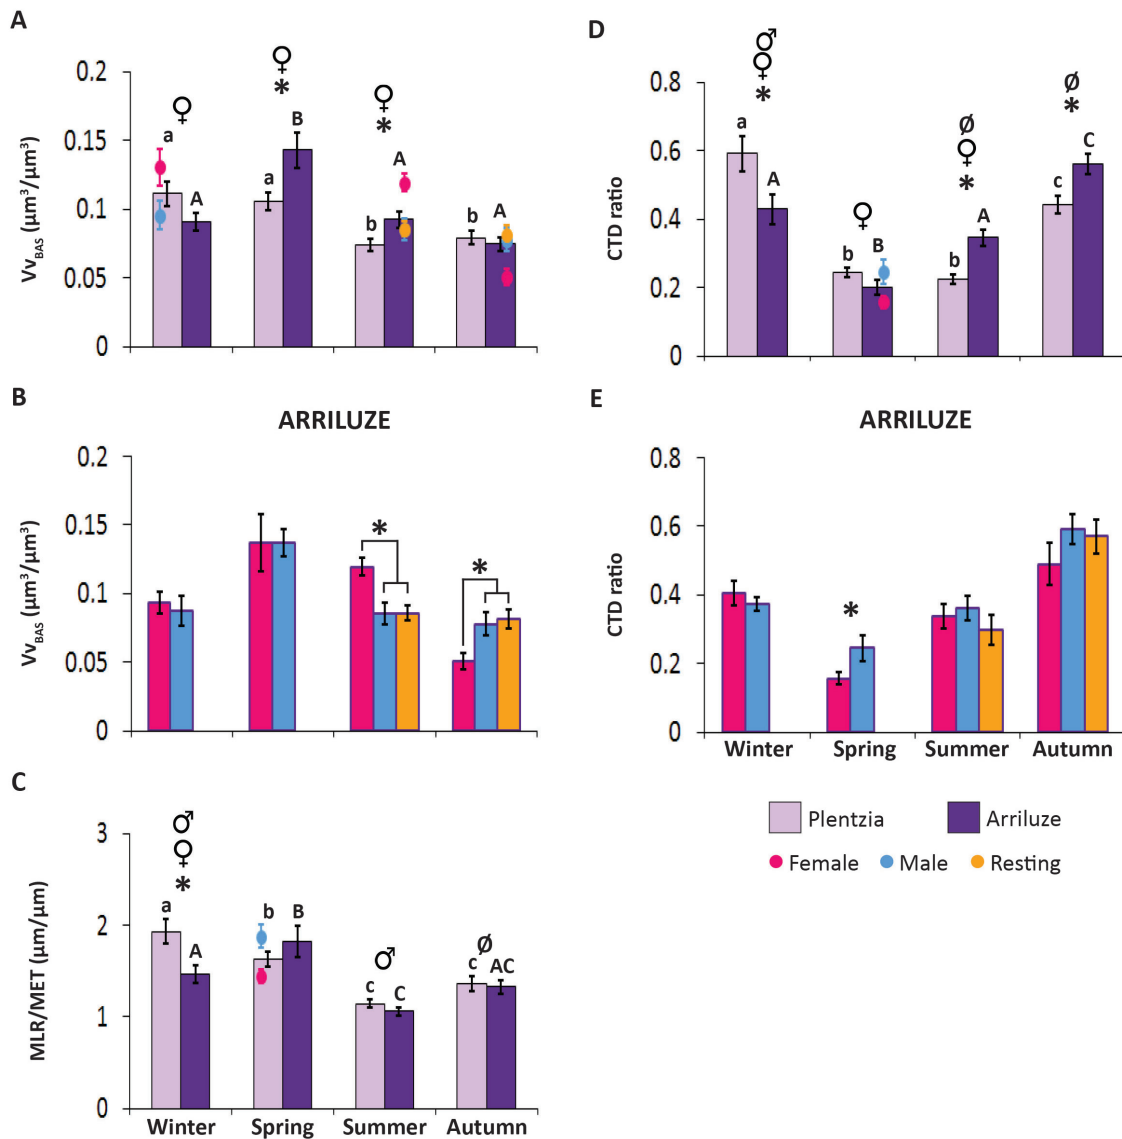 A
0.2
0.15
0.1
0.05
0
Vv_BAS (µm³/µm³)
♀
a
A
♀
*
a
B
♀
*
b
A
b
A
B
ARRILUZE
0.2
0.15
0.1
0.05
0
Vv_BAS (µm³/µm³)
*
*
C
3
2
1
0
MLR/MET (µm/µm)
♂
♀
*
a
A
b
B
♂
c
C
Ø
c
AC
Winter
Spring
Summer
Autumn
D
0.8
0.6
0.4
0.2
0
CTD ratio
♂
♀
*
a
A
♀
b
B
Ø
♀
*
b
A
Ø
*
c
C
E
ARRILUZE
0.8
0.6
0.4
0.2
0
CTD ratio
*
Winter
Spring
Summer
Autumn
Plentzia
Arriluze
Female
Male
Resting